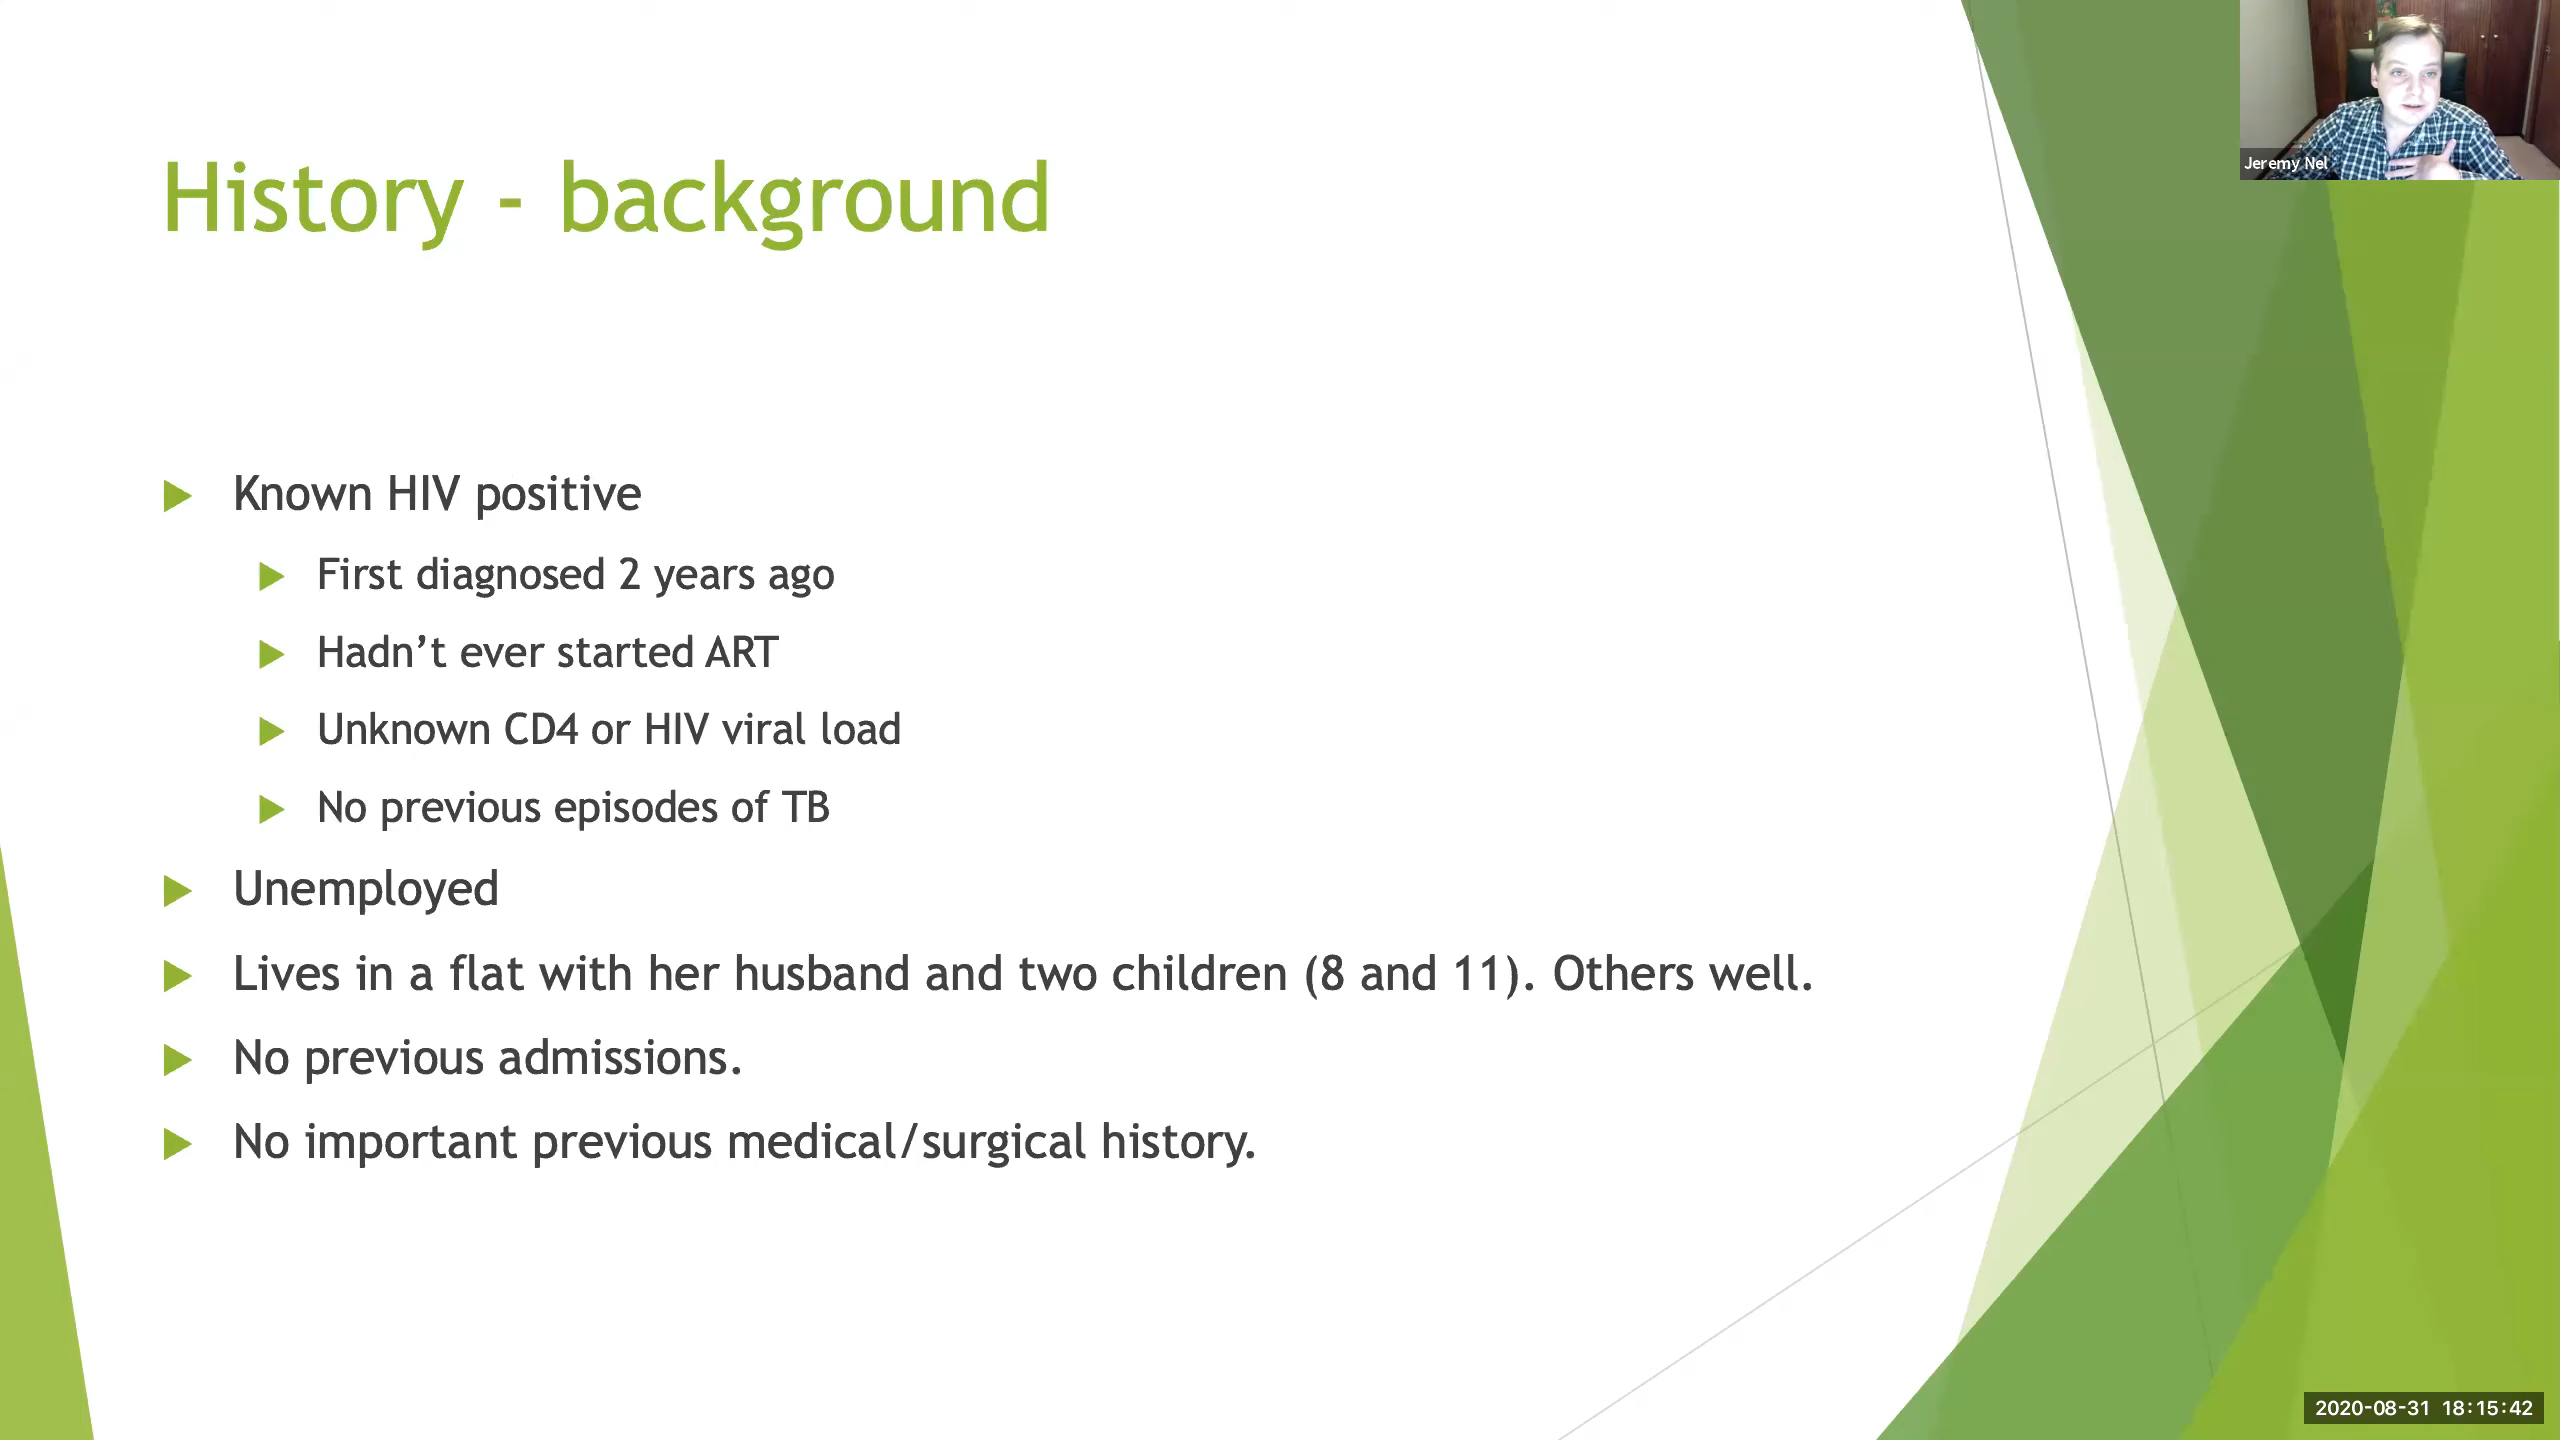 Jeremy Nel
History - background
Known HIV positive
First diagnosed 2 years ago
Hadn’t ever started ART
Unknown CD4 or HIV viral load
No previous episodes of TB
Unemployed
Lives in a flat with her husband and two children (8 and 11). Others well.
No previous admissions.
No important previous medical/surgical history.
2020-08-31 18:15:42